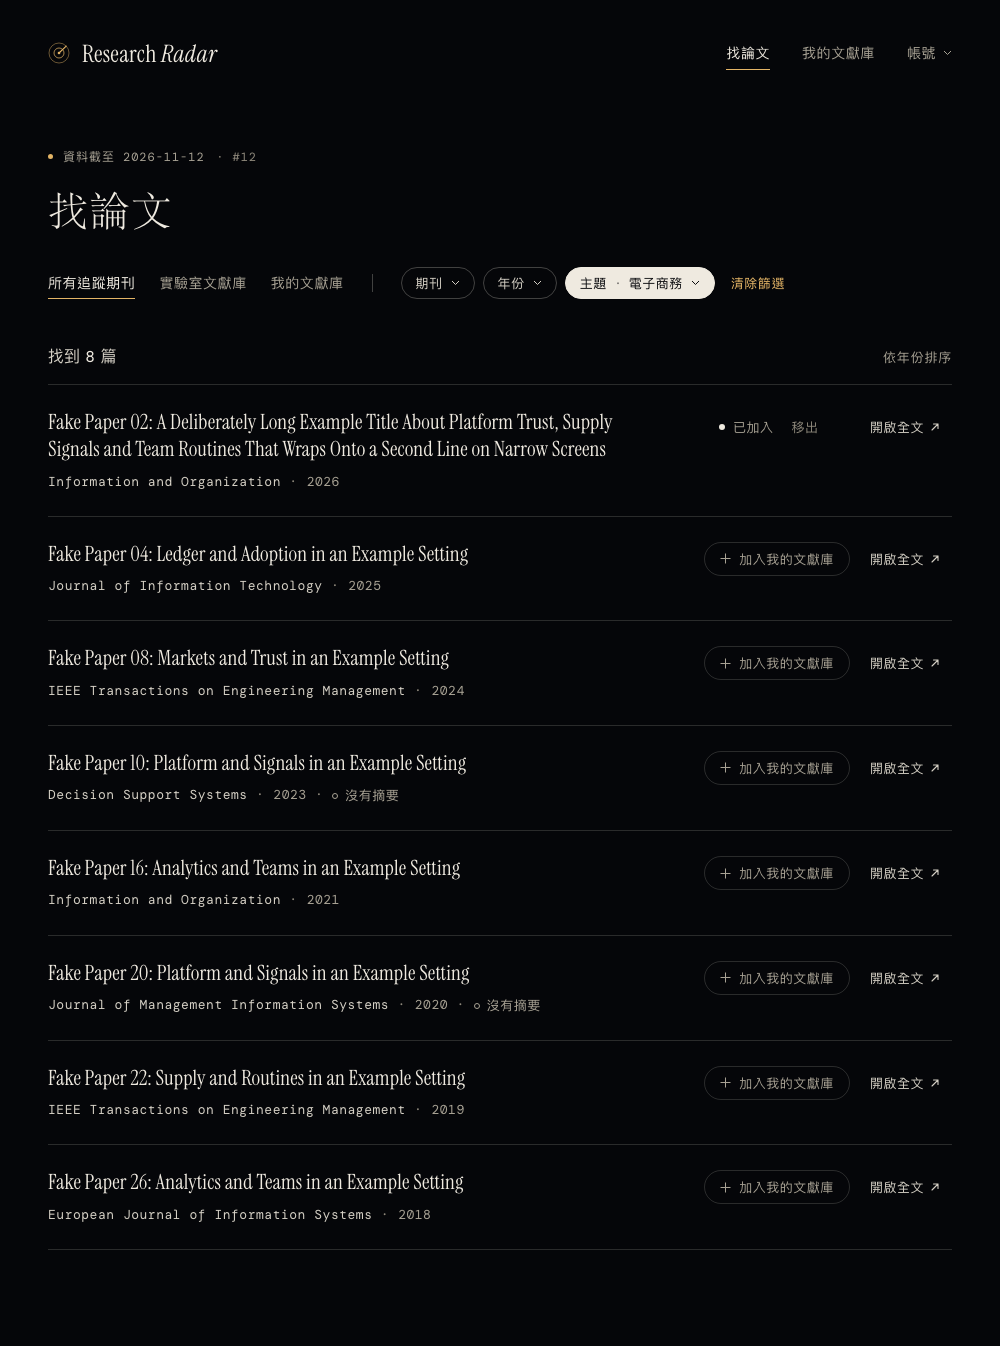 Research Radar
找論文 我的文獻庫 帳號
資料截至 2026-11-12 · #12
找論文
所有追蹤期刊 實驗室文獻庫 我的文獻庫 期刊 年份 主題 · 電子商務 清除篩選
找到 8 篇 依年份排序
Fake Paper 02: A Deliberately Long Example Title About Platform Trust, Supply
Signals and Team Routines That Wraps Onto a Second Line on Narrow Screens
已加入 移出 開啟全文 ↗
Information and Organization · 2026
Fake Paper 04: Ledger and Adoption in an Example Setting
+ 加入我的文獻庫 開啟全文 ↗
Journal of Information Technology · 2025
Fake Paper 08: Markets and Trust in an Example Setting
+ 加入我的文獻庫 開啟全文 ↗
IEEE Transactions on Engineering Management · 2024
Fake Paper 10: Platform and Signals in an Example Setting
+ 加入我的文獻庫 開啟全文 ↗
Decision Support Systems · 2023 · 沒有摘要
Fake Paper 16: Analytics and Teams in an Example Setting
+ 加入我的文獻庫 開啟全文 ↗
Information and Organization · 2021
Fake Paper 20: Platform and Signals in an Example Setting
+ 加入我的文獻庫 開啟全文 ↗
Journal of Management Information Systems · 2020 · 沒有摘要
Fake Paper 22: Supply and Routines in an Example Setting
+ 加入我的文獻庫 開啟全文 ↗
IEEE Transactions on Engineering Management · 2019
Fake Paper 26: Analytics and Teams in an Example Setting
+ 加入我的文獻庫 開啟全文 ↗
European Journal of Information Systems · 2018